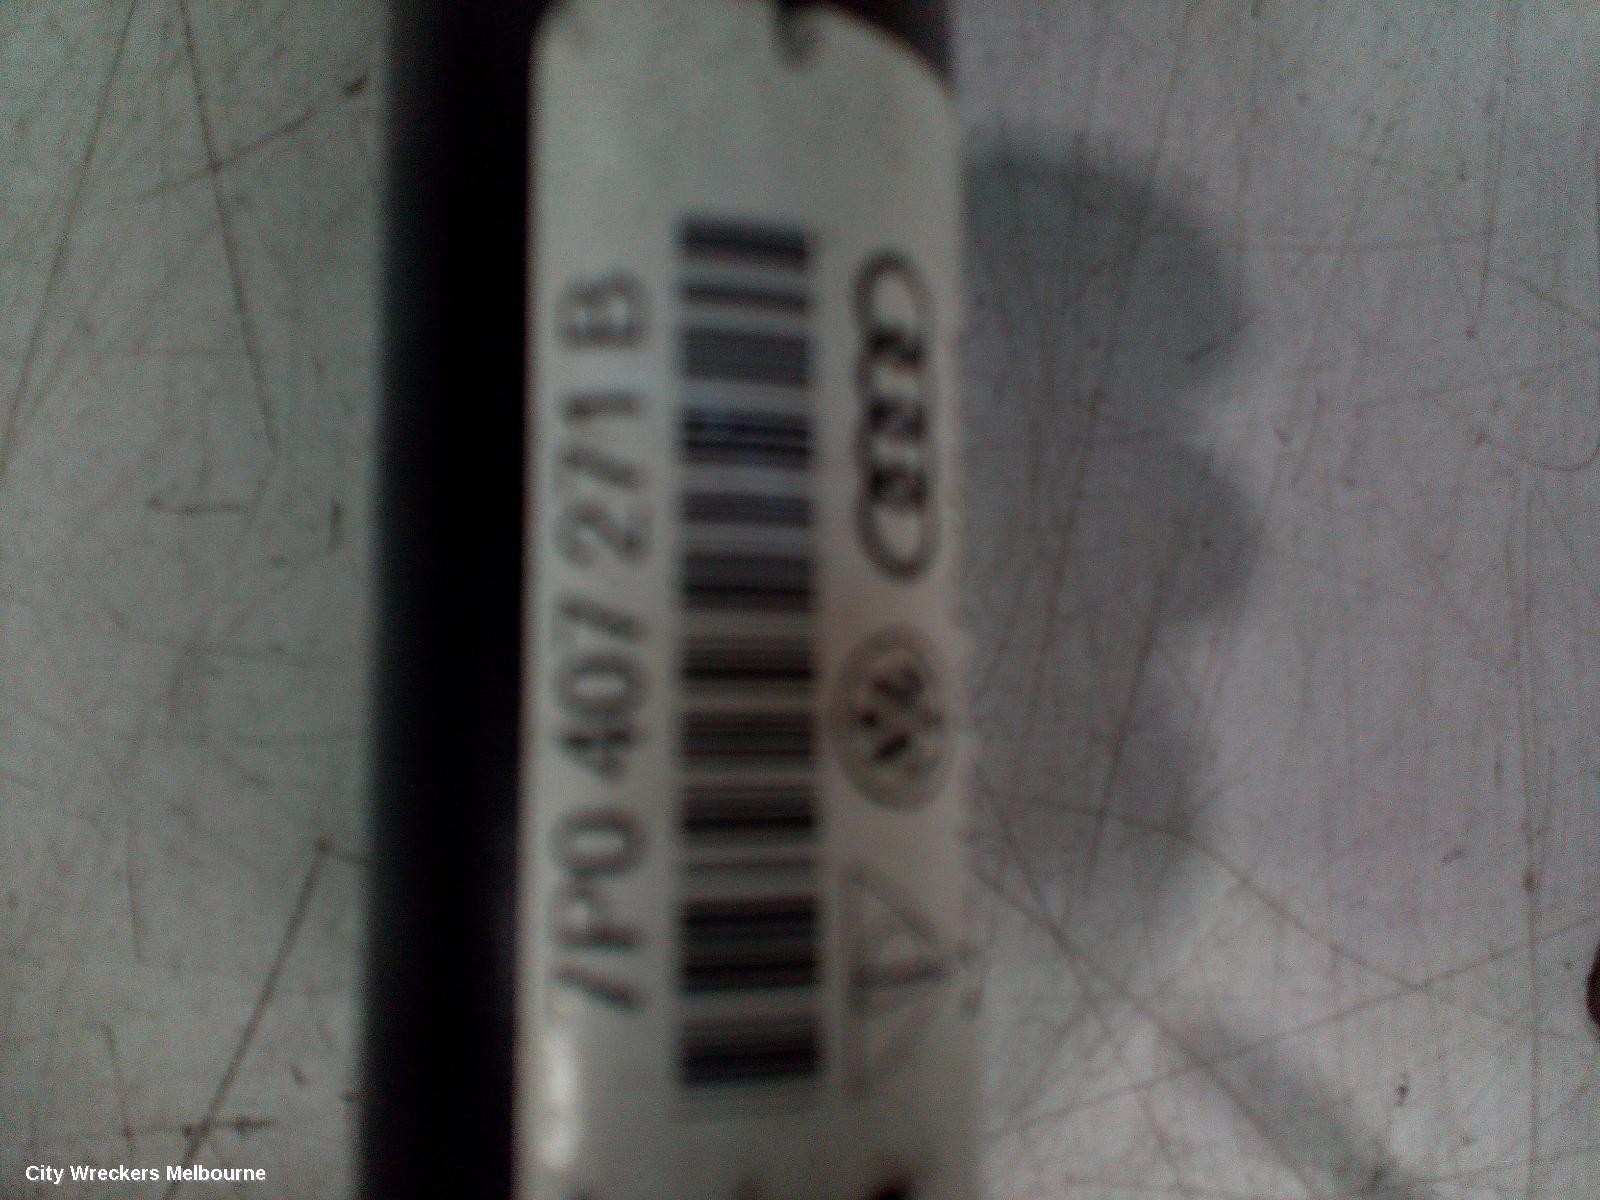 7P0 407 271 B
City Wreckers Melbourne